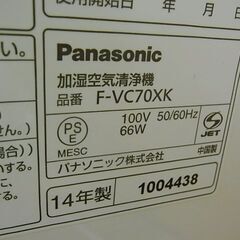 使用開始日 年
い。
Panasonic
加湿空気清浄機
品番 F-VC70XK
PS
E
100V 50/60Hz
66W
MESC
JET
パナソニック株式会社
中国製
14年製
1004438